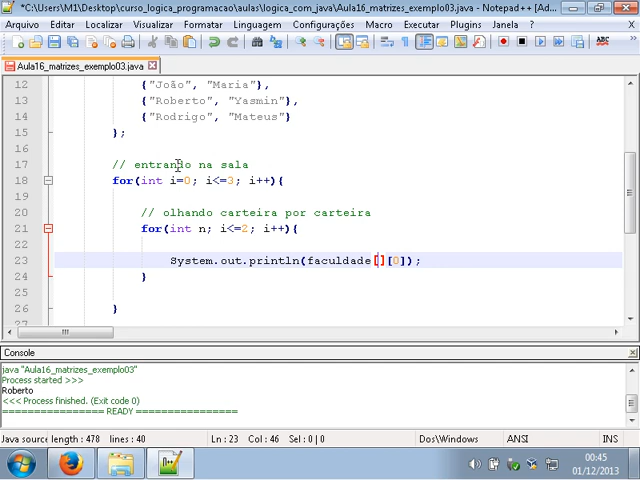 *C:\Users\M1\Desktop\curso_logica_programacao\aulas\logica_com_java\Aula16_matrizes_exemplo03.java - Notepad++ [Ad...
Arquivo Editar Localizar Visualizar Formatar Linguagem Configurações Macro Executar Plugins Janela ?
ABC
Aula16_matrizes_exemplo03.java
12 {"João", "Maria"},
13 {"Roberto", "Yasmin"},
14 {"Rodrigo", "Mateus"}
15 };
16
17 // entrando na sala
18 for(int i=0; i<=3; i++){
19
20 // olhando carteira por carteira
21 for(int n; i<=2; i++){
22
23 System.out.println(faculdade[][0]);
24 }
25
26 }
Console
java "Aula16_matrizes_exemplo03"
Process started >>>
Roberto
<<< Process finished. (Exit code 0)
================ READY ================
Java source length : 478 lines : 40 Ln : 23 Col : 46 Sel : 0 | 0 Dos\Windows ANSI INS
00:45
01/12/2013